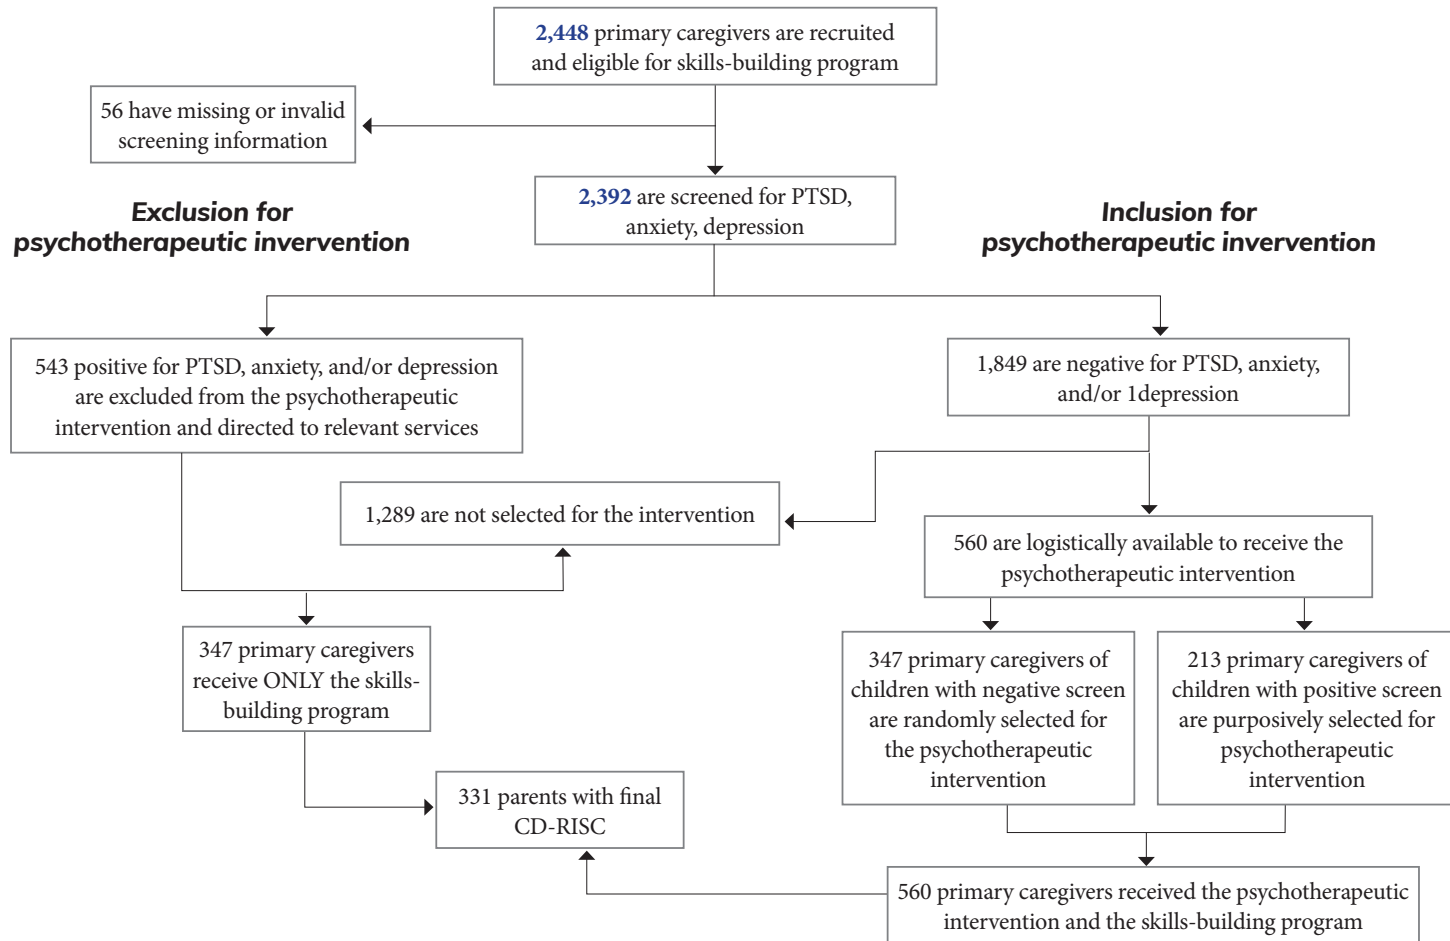 2,448 primary caregivers are recruited
and eligible for skills-building program
56 have missing or invalid
screening information
2,392 are screened for PTSD,
anxiety, depression
Exclusion for
psychotherapeutic invervention
Inclusion for
psychotherapeutic invervention
543 positive for PTSD, anxiety, and/or depression
are excluded from the psychotherapeutic
intervention and directed to relevant services
1,849 are negative for PTSD, anxiety,
and/or 1depression
1,289 are not selected for the intervention
560 are logistically available to receive the
psychotherapeutic intervention
347 primary caregivers
receive ONLY the skills-
building program
347 primary caregivers of
children with negative screen
are randomly selected for
the psychotherapeutic
intervention
213 primary caregivers of
children with positive screen
are purposively selected for
psychotherapeutic
intervention
331 parents with final
CD-RISC
560 primary caregivers received the psychotherapeutic
intervention and the skills-building program